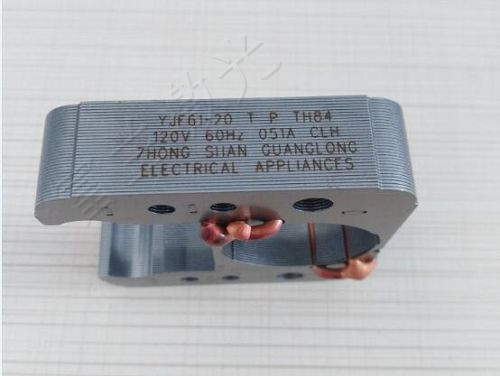 YJF61-20 T P TH84
120V 60Hz 051A CLH
ZHONG SHAN GUANGLONG
ELECTRICAL APPLIANCES